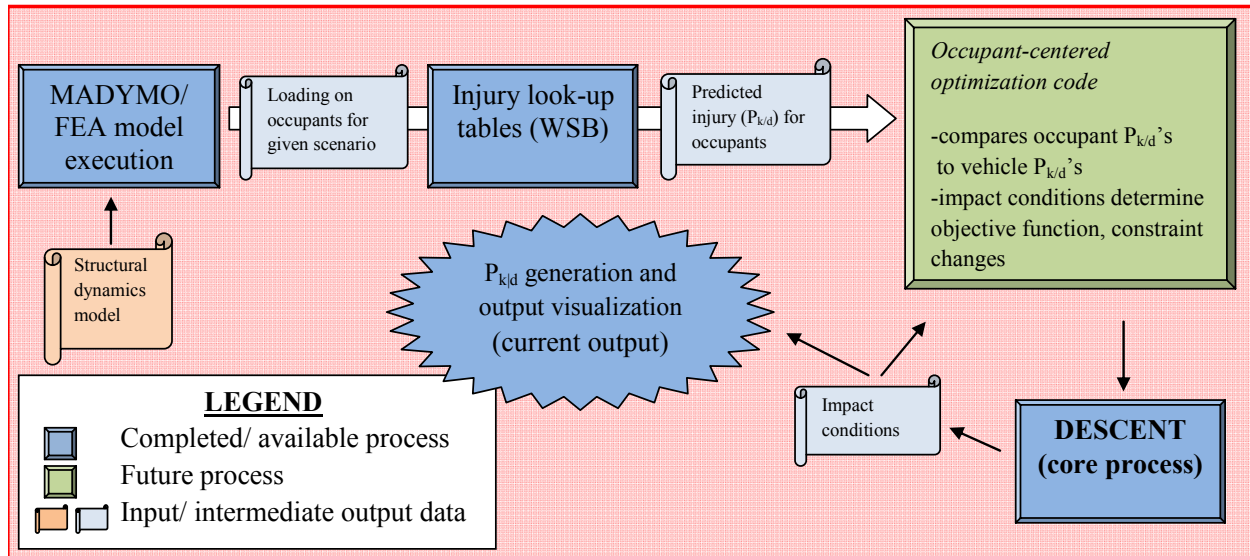 MADYMO/
FEA model
execution
Loading on
occupants for
given scenario
Injury look-up
tables (WSB)
Predicted
injury (Pk/d) for
occupants
Occupant-centered
optimization code
-compares occupant Pk/d's
to vehicle Pk/d's
-impact conditions determine
objective function, constraint
changes
Structural
dynamics
model
Pk|d generation and
output visualization
(current output)
Impact
conditions
DESCENT
(core process)
LEGEND
Completed/ available process
Future process
Input/ intermediate output data